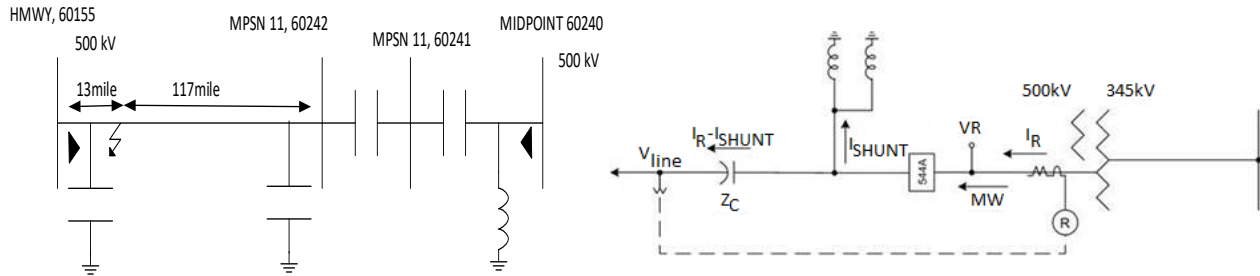 HMWY, 60155
500 kV
MPSN 11, 60242
MPSN 11, 60241
MIDPOINT 60240
500 kV
13mile
117mile
500kV
345kV
VR
I_R
I_R-I_SHUNT
I_SHUNT
V_line
544A
Z_C
MW
R